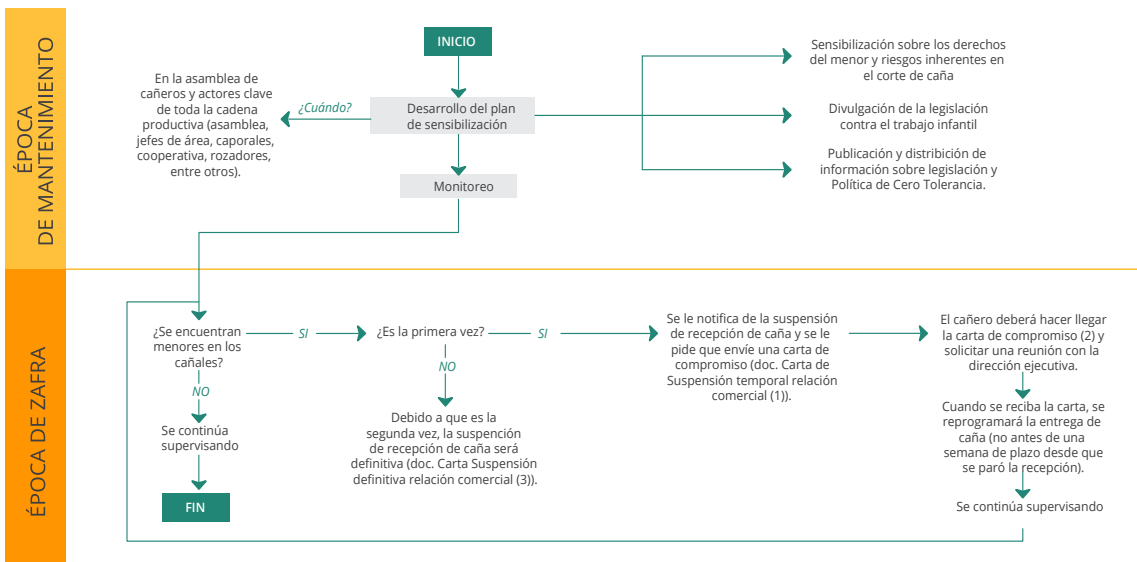 ÉPOCA
DE MANTENIMIENTO
INICIO
En la asamblea de
cañeros y actores clave
de toda la cadena
productiva (asamblea,
jefes de área, caporales,
cooperativa, rozadores,
entre otros).
¿Cuándo?
Desarrollo del plan
de sensibilización
Monitoreo
Sensibilización sobre los derechos
del menor y riesgos inherentes en
el corte de caña
Divulgación de la legislación
contra el trabajo infantil
Publicación y distribición de
información sobre legislación y
Política de Cero Tolerancia.
ÉPOCA DE ZAFRA
¿Se encuentran
menores en los
cañales?
SI
NO
Se continúa
supervisando
FIN
¿Es la primera vez?
SI
NO
Debido a que es la
segunda vez, la suspención
de recepción de caña será
definitiva (doc. Carta Suspensión
definitiva relación comercial (3)).
Se le notifica de la suspensión
de recepción de caña y se le
pide que envíe una carta de
compromiso (doc. Carta de
Suspensión temporal relación
comercial (1)).
El cañero deberá hacer llegar
la carta de compromiso (2) y
solicitar una reunión con la
dirección ejecutiva.
Cuando se reciba la carta, se
reprogramará la entrega de
caña (no antes de una
semana de plazo desde que
se paró la recepción).
Se continúa supervisando